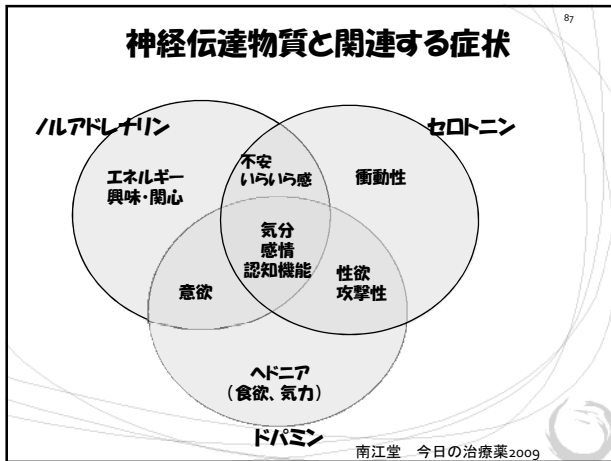 87
神経伝達物質と関連する症状
ノルアドレナリン
セロトニン
エネルギー
興味・関心
不安
いらいら感
衝動性
気分
感情
認知機能
意欲
性欲
攻撃性
ヘドニア
(食欲、気力)
ドパミン
南江堂 今日の治療薬2009